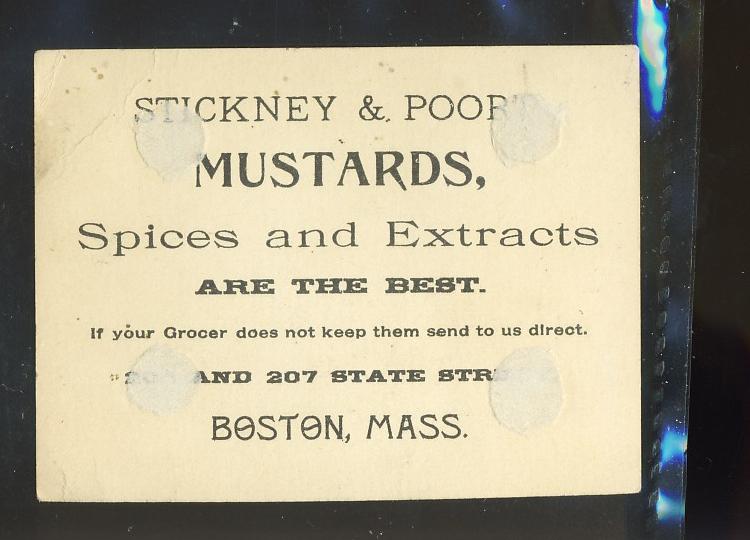 STICKNEY & POOR
MUSTARDS,
Spices and Extracts
ARE THE BEST.
If your Grocer does not keep them send to us direct.
AND 207 STATE
BOSTON, MASS.